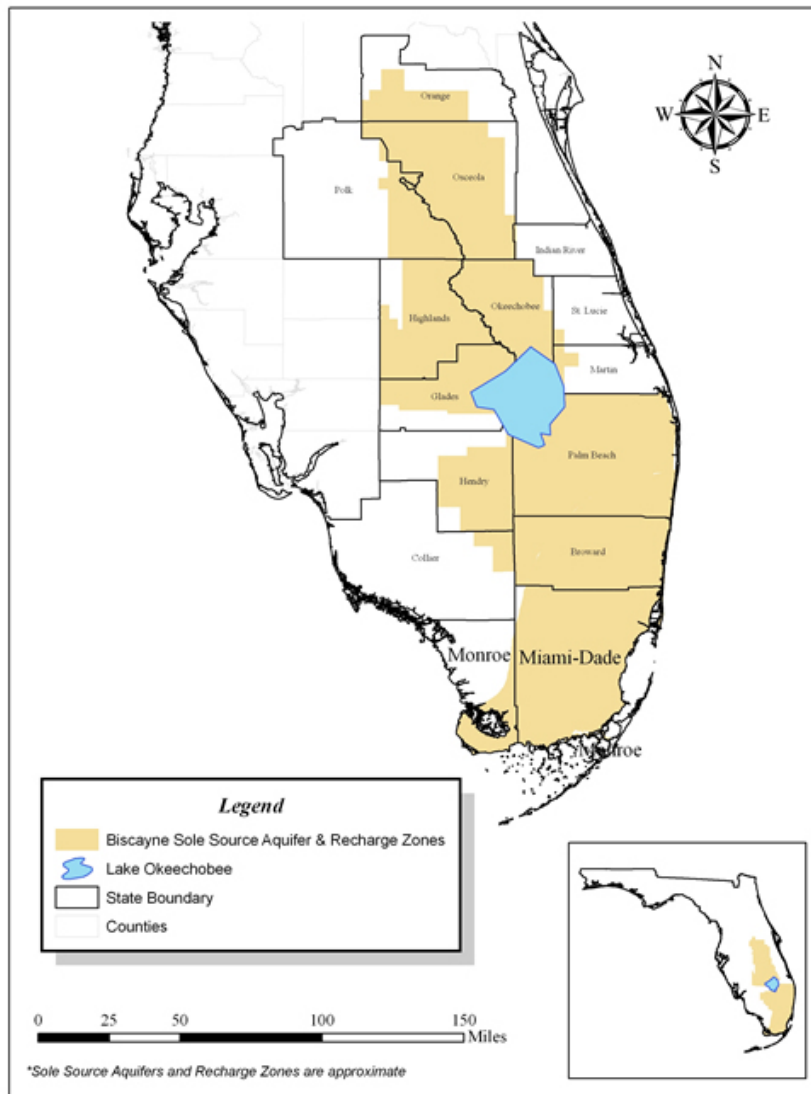 N
W E
S
Orange
Polk
Osceola
Indian River
Okeechobee
St. Lucie
Highlands
Martin
Glades
Palm Beach
Hendry
Broward
Collier
Monroe
Miami-Dade
Monroe
Legend
Biscayne Sole Source Aquifer & Recharge Zones
Lake Okeechobee
State Boundary
Counties
0 25 50 100 150
Miles
*Sole Source Aquifers and Recharge Zones are approximate